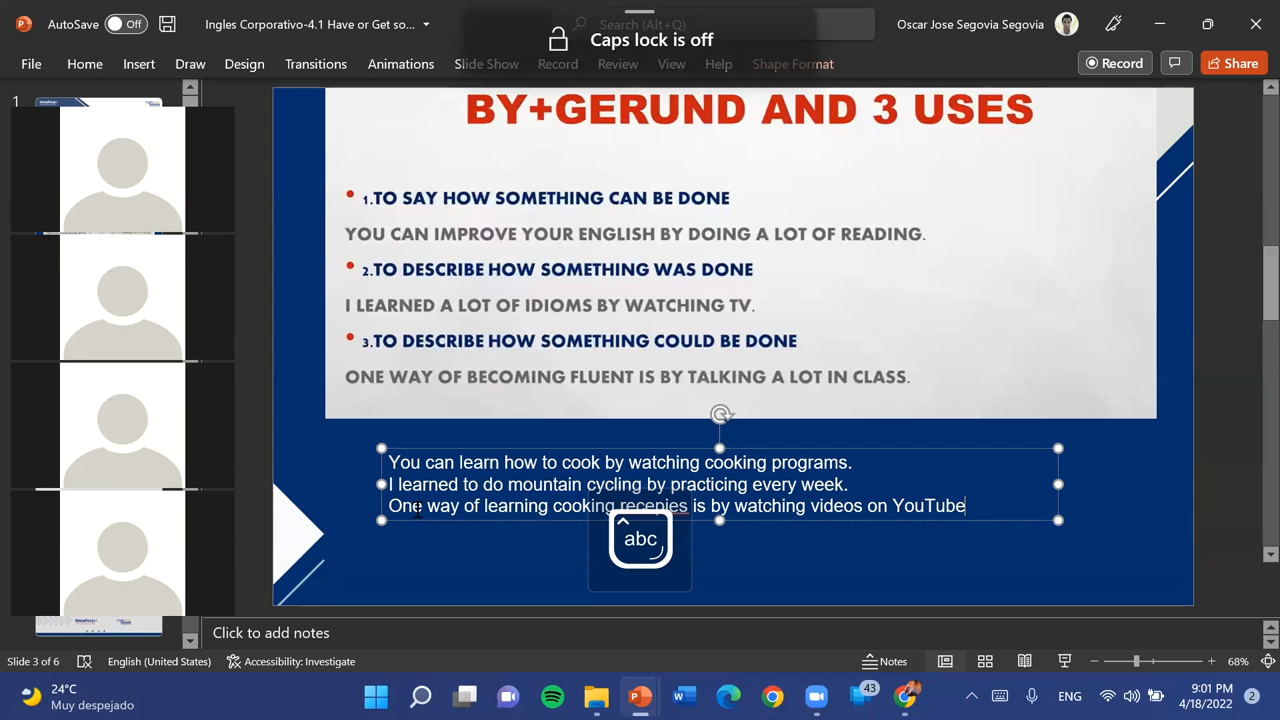 AutoSave Off Ingles Corporativo-4.1 Have or Get so... Search (Alt+Q) Oscar Jose Segovia Segovia
Caps lock is off
File Home Insert Draw Design Transitions Animations Slide Show Record Review View Help Shape Format Record Share
1
BY+GERUND AND 3 USES
1.TO SAY HOW SOMETHING CAN BE DONE
YOU CAN IMPROVE YOUR ENGLISH BY DOING A LOT OF READING.
2.TO DESCRIBE HOW SOMETHING WAS DONE
I LEARNED A LOT OF IDIOMS BY WATCHING TV.
3.TO DESCRIBE HOW SOMETHING COULD BE DONE
ONE WAY OF BECOMING FLUENT IS BY TALKING A LOT IN CLASS.
You can learn how to cook by watching cooking programs.
I learned to do mountain cycling by practicing every week.
One way of learning cooking recepies is by watching videos on YouTube
abc
Click to add notes
Slide 3 of 6 English (United States) Accessibility: Investigate Notes 68%
24°C
Muy despejado
43
ENG
9:01 PM
4/18/2022
2